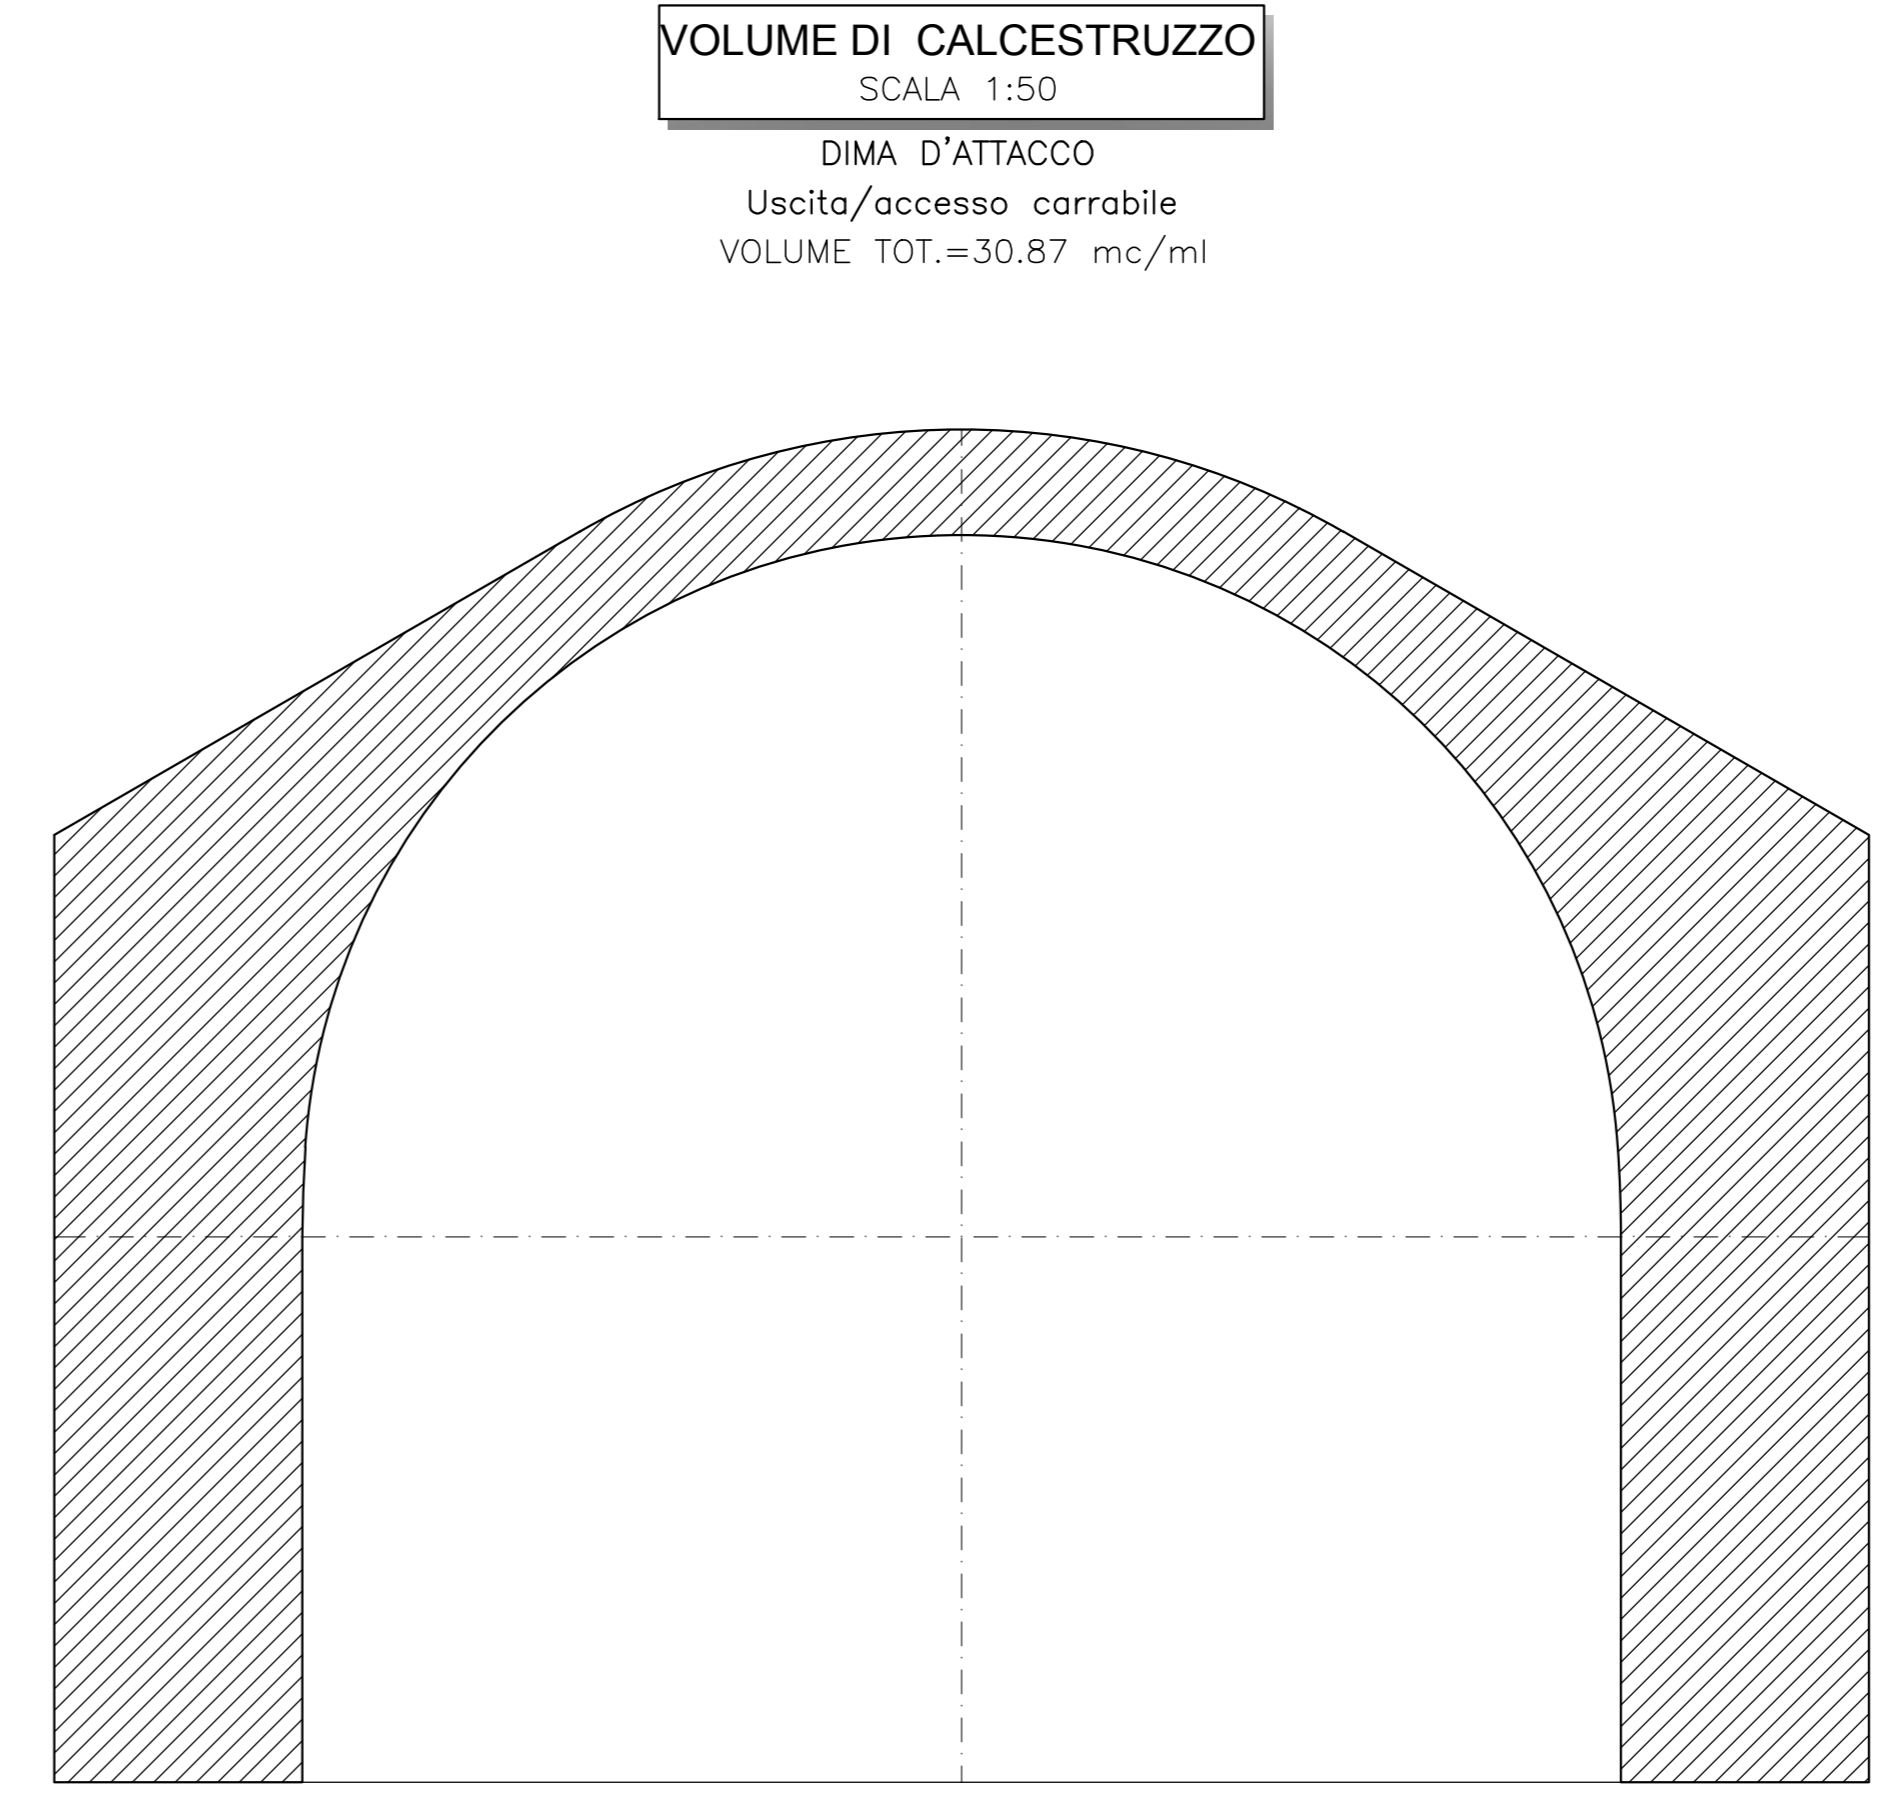 VOLUME DI CALCESTRUZZO
SCALA 1:50
DIMA D'ATTACCO
Uscita/accesso carrabile
VOLUME TOT.=30.87 mc/ml